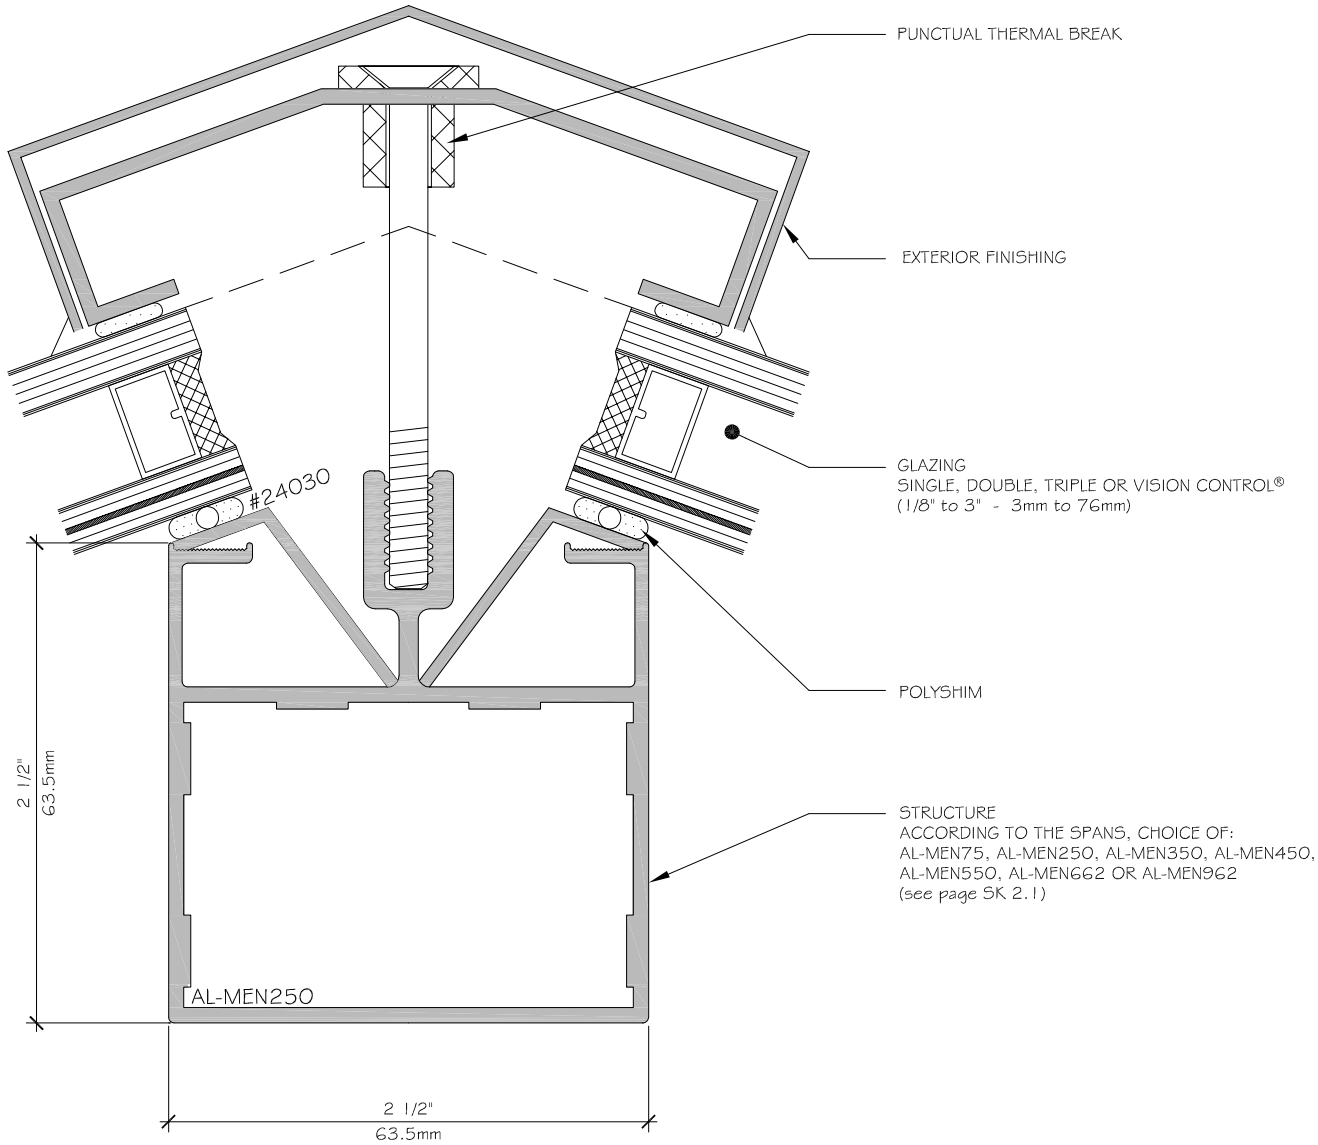 PUNCTUAL THERMAL BREAK
EXTERIOR FINISHING
GLAZING
SINGLE, DOUBLE, TRIPLE OR VISION CONTROL®
(1/8" to 3" - 3mm to 76mm)
#24030
POLYSHIM
2 1/2"
63.5mm
STRUCTURE
ACCORDING TO THE SPANS, CHOICE OF:
AL-MEN75, AL-MEN250, AL-MEN350, AL-MEN450,
AL-MEN550, AL-MEN662 OR AL-MEN962
(see page SK 2.1)
AL-MEN250
2 1/2"
63.5mm